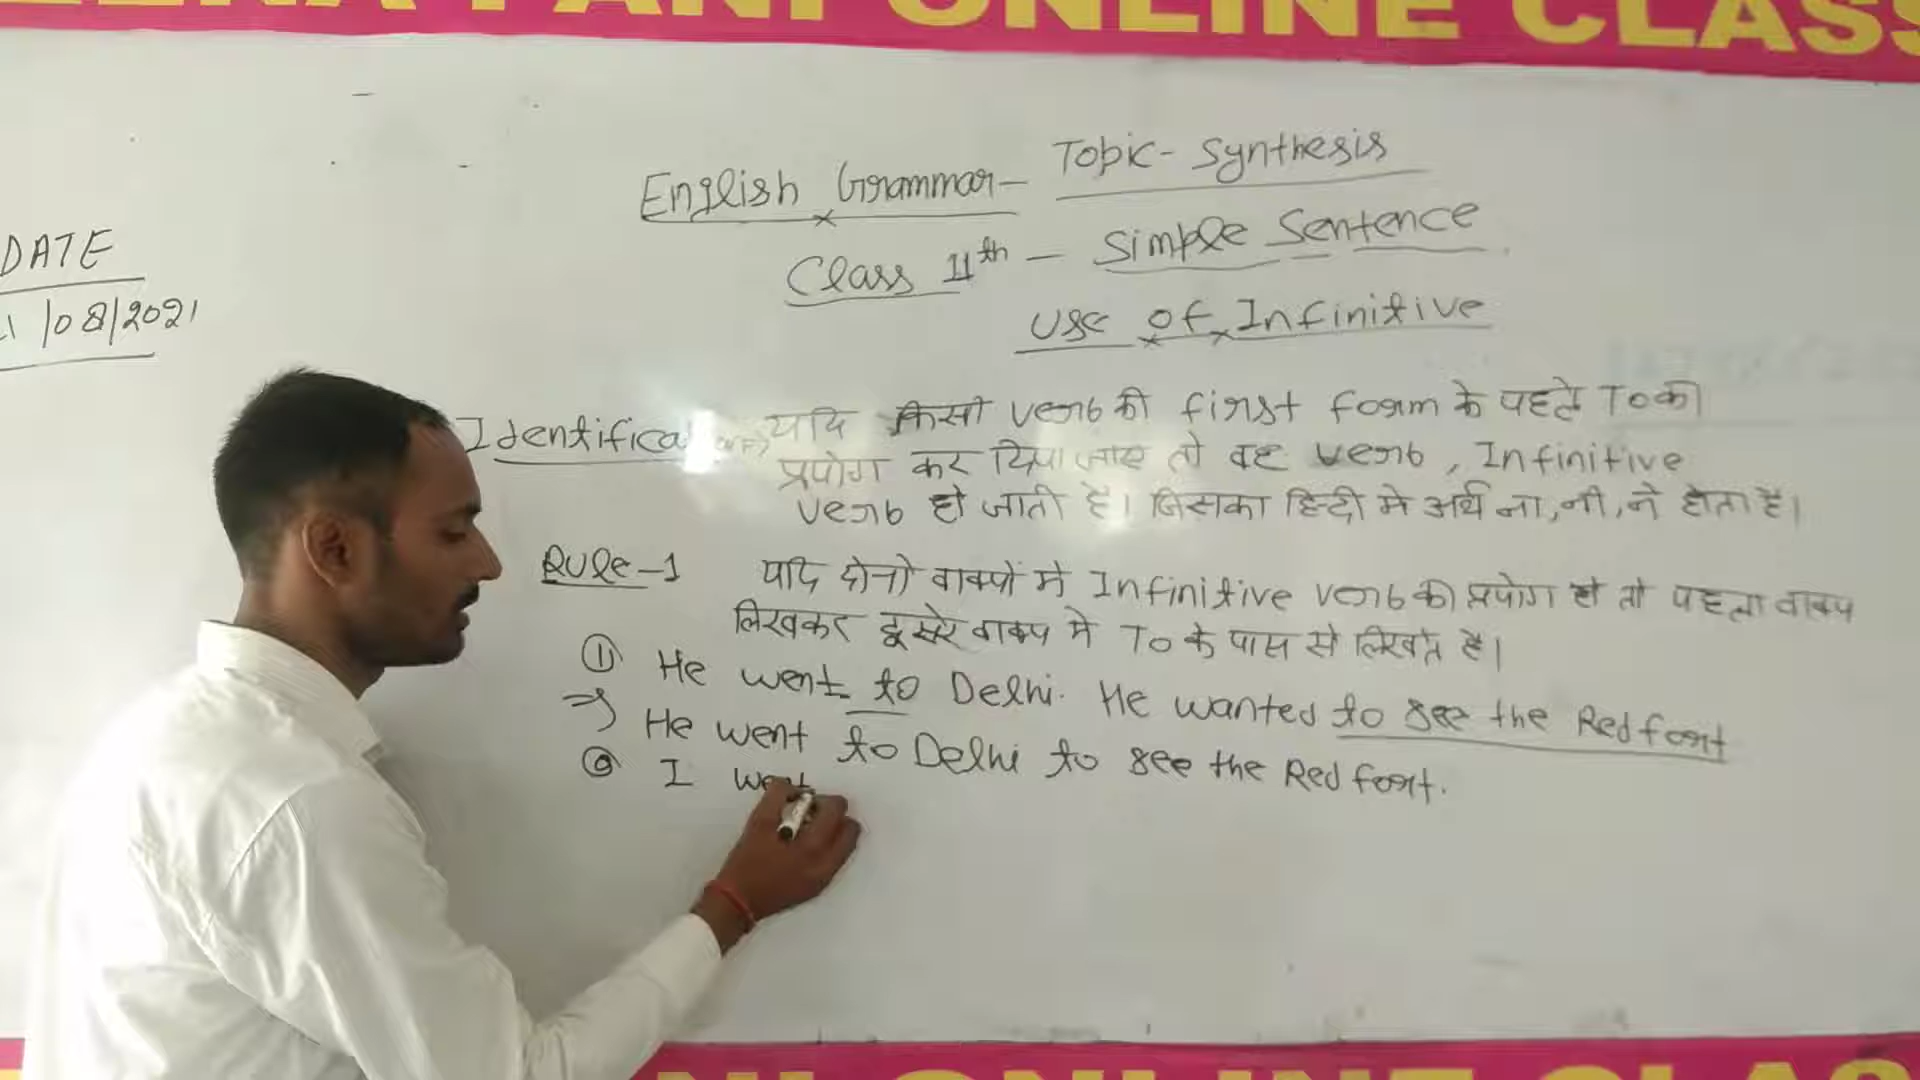 ONLINE CLASS
English Grammar- Topic- Synthesis
Class 11th - Simple Sentence
Use of Infinitive
DATE
/08/2021
यदि किसी verb की first form के पहले To का
प्रयोग कर दिया जाए तो वह verb, Infinitive
verb हो जाती है। जिसका हिन्दी मे अर्थ ना, नी, ने होता है।
Rule-1 यदि दोनो वाक्यों मे Infinitive verb का प्रयोग हो तो पहला वाक्य
लिखकर दूसरे वाक्य मे To के पास से लिखते है।
① He went to Delhi. He wanted to see the Red fort
⇒ He went to Delhi to see the Red fort.
② I went
ONLINE CLASS